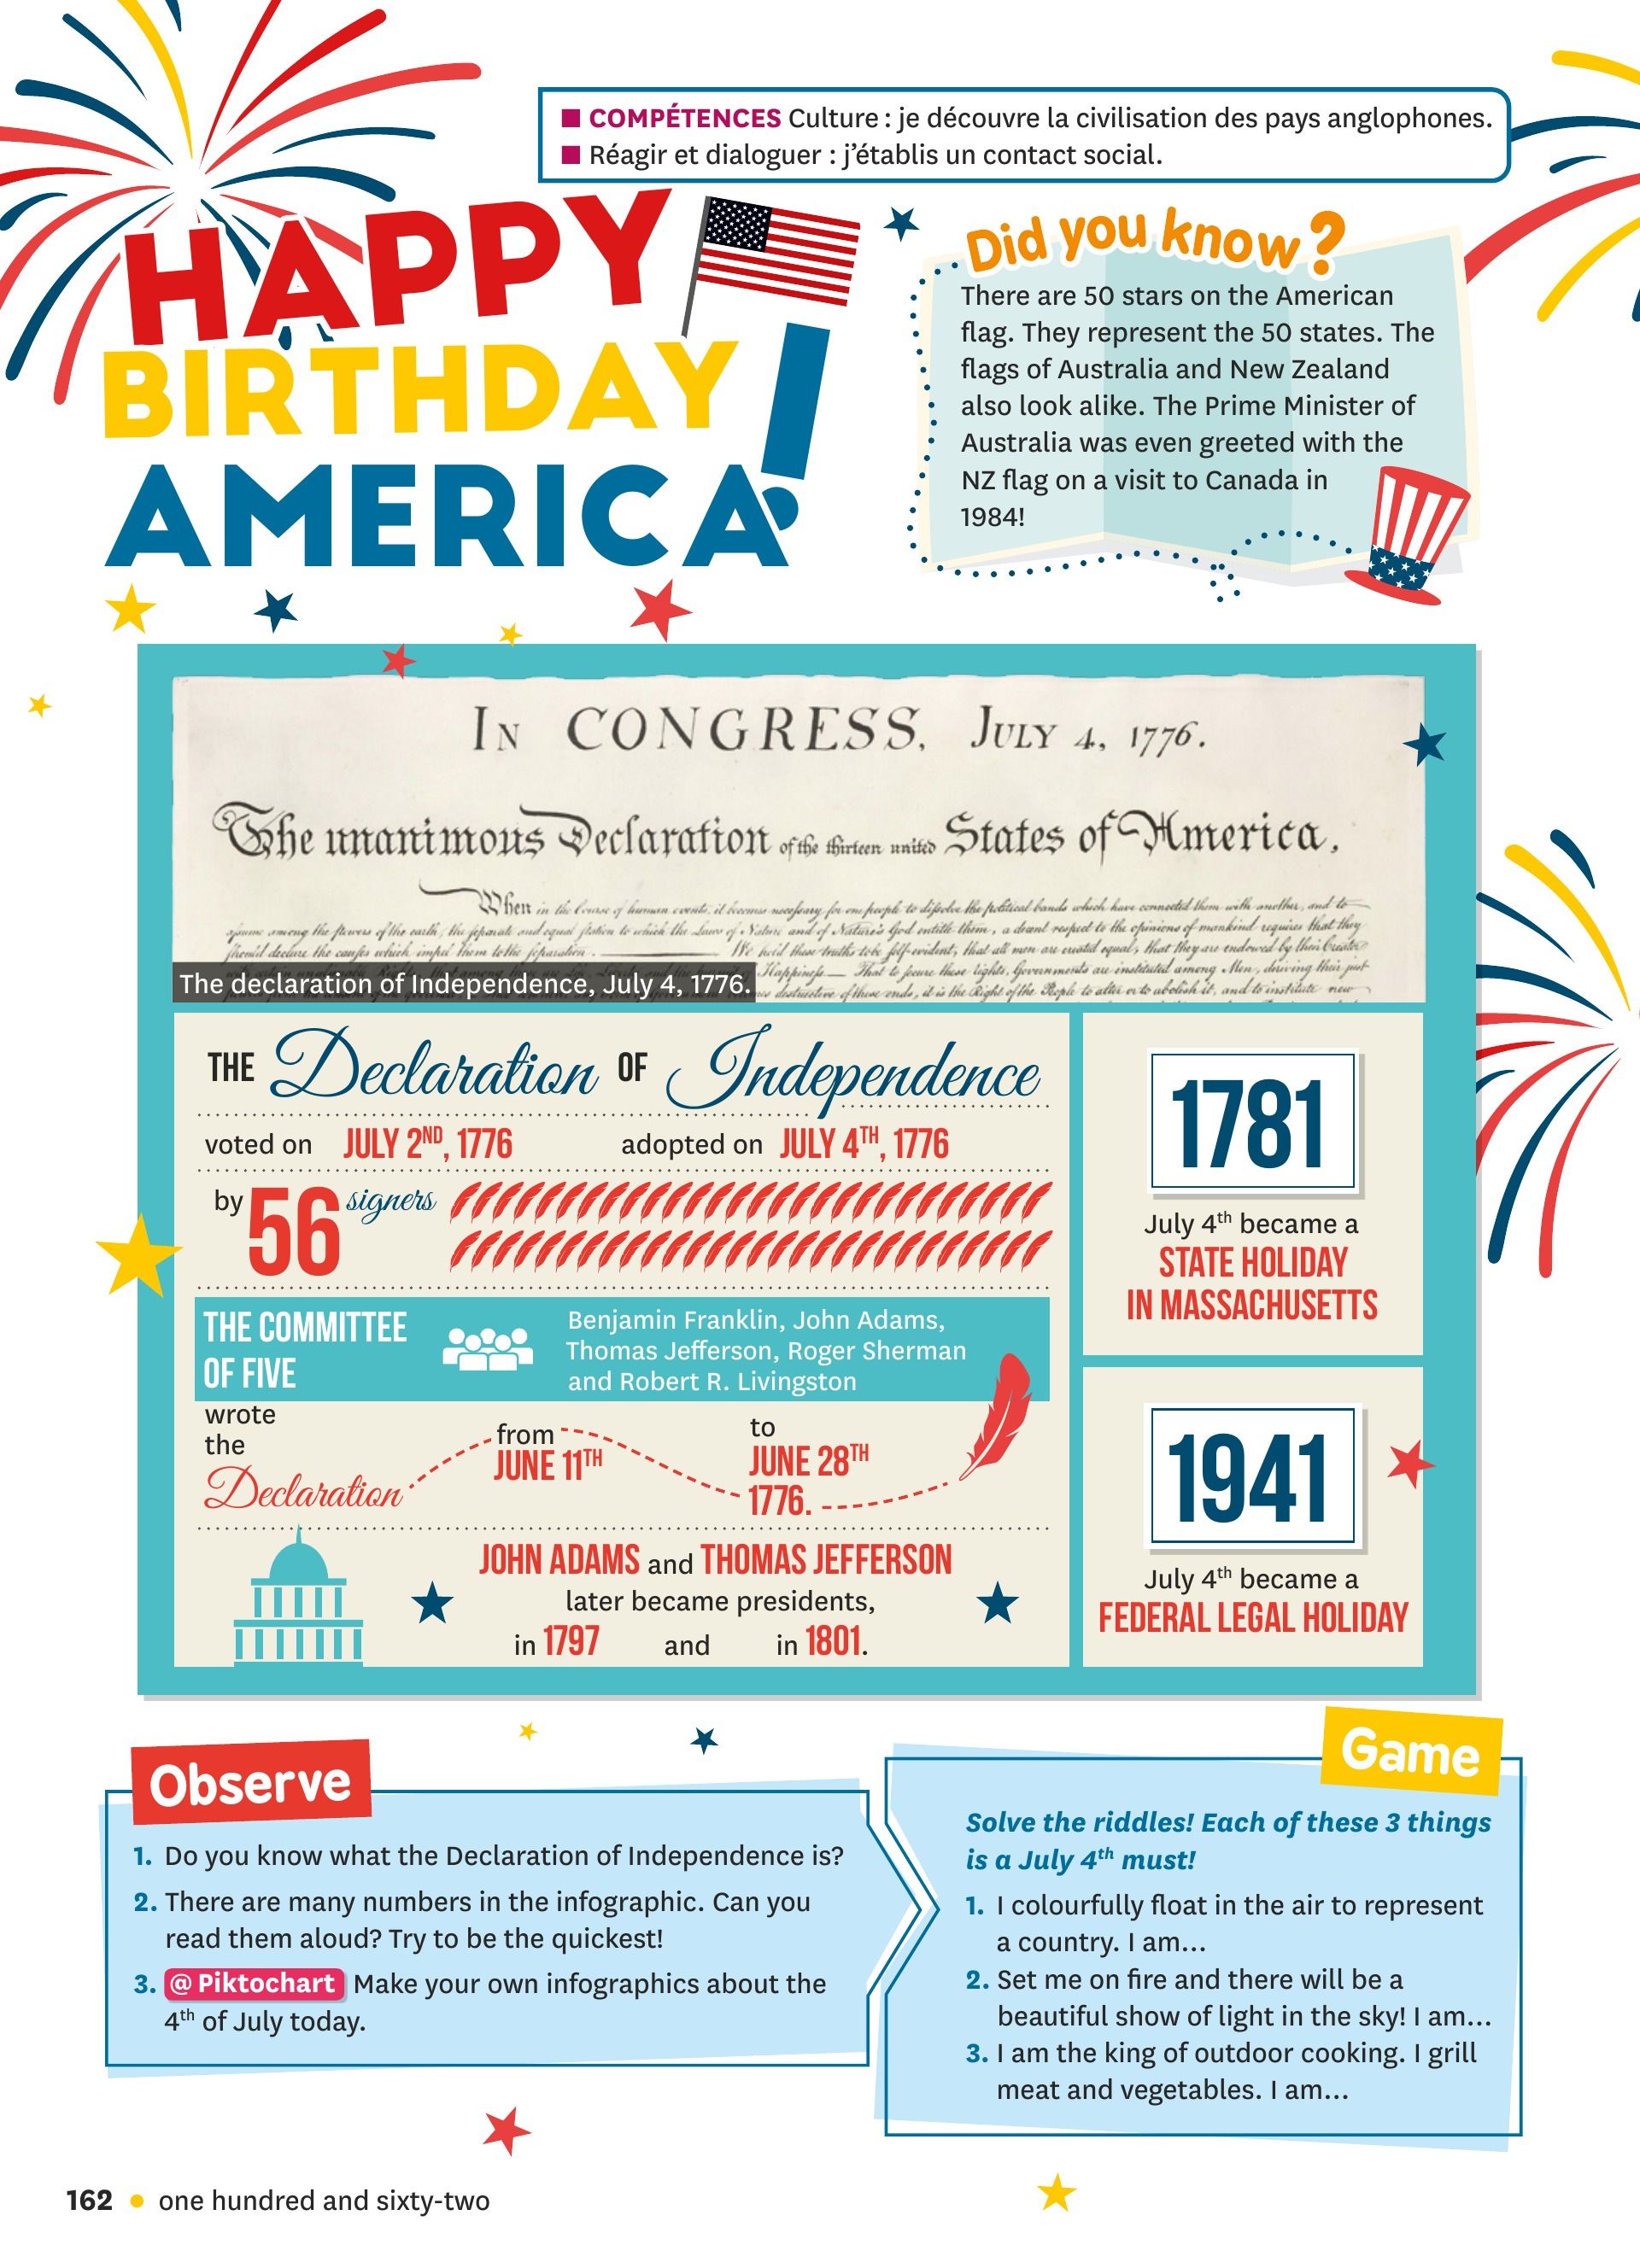 ■ COMPÉTENCES Culture : je découvre la civilisation des pays anglophones.
■ Réagir et dialoguer : j'établis un contact social.
HAPPY
BIRTHDAY
AMERICA!
Did you know?
There are 50 stars on the American
flag. They represent the 50 states. The
flags of Australia and New Zealand
also look alike. The Prime Minister of
Australia was even greeted with the
NZ flag on a visit to Canada in
1984!
IN CONGRESS, JULY 4, 1776.
The unanimous Declaration of the thirteen united States of America,
When in the Course of human events, it becomes necessary for one people to dissolve the political bands which have connected them with another, and to
assume among the powers of the earth, the separate and equal station to which the Laws of Nature and of Nature's God entitle them, a decent respect to the opinions of mankind requires that they
should declare the causes which impel them to the separation. We hold these truths to be self-evident, that all men are created equal, that they are endowed by their Creator
Happiness — That to secure these rights, Governments are instituted among Men, deriving their just
destructive of these ends, it is the Right of the People to alter or to abolish it, and to institute new
The declaration of Independence, July 4, 1776.
THE Declaration OF Independence
voted on JULY 2ND, 1776 adopted on JULY 4TH, 1776
by 56 signers
THE COMMITTEE
OF FIVE
Benjamin Franklin, John Adams,
Thomas Jefferson, Roger Sherman
and Robert R. Livingston
wrote
the
Declaration
from
JUNE 11TH
to
JUNE 28TH
1776.
JOHN ADAMS and THOMAS JEFFERSON
later became presidents,
in 1797 and in 1801.
1781
July 4th became a
STATE HOLIDAY
IN MASSACHUSETTS
1941
July 4th became a
FEDERAL LEGAL HOLIDAY
Observe
1. Do you know what the Declaration of Independence is?
2. There are many numbers in the infographic. Can you
read them aloud? Try to be the quickest!
3. @ Piktochart Make your own infographics about the
4th of July today.
Game
Solve the riddles! Each of these 3 things
is a July 4th must!
1. I colourfully float in the air to represent
a country. I am...
2. Set me on fire and there will be a
beautiful show of light in the sky! I am...
3. I am the king of outdoor cooking. I grill
meat and vegetables. I am...
162 • one hundred and sixty-two